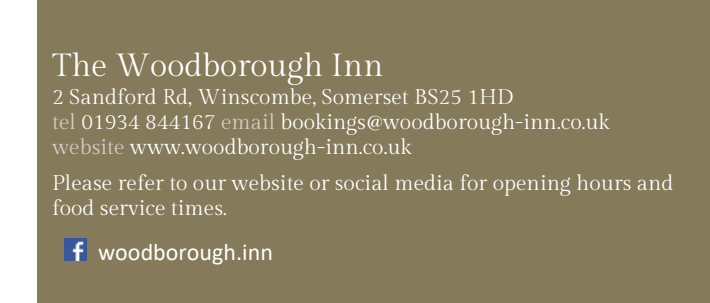 The Woodborough Inn
2 Sandford Rd, Winscombe, Somerset BS25 1HD
tel 01934 844167 email bookings@woodborough-inn.co.uk
website www.woodborough-inn.co.uk
Please refer to our website or social media for opening hours and
food service times.
f woodborough.inn